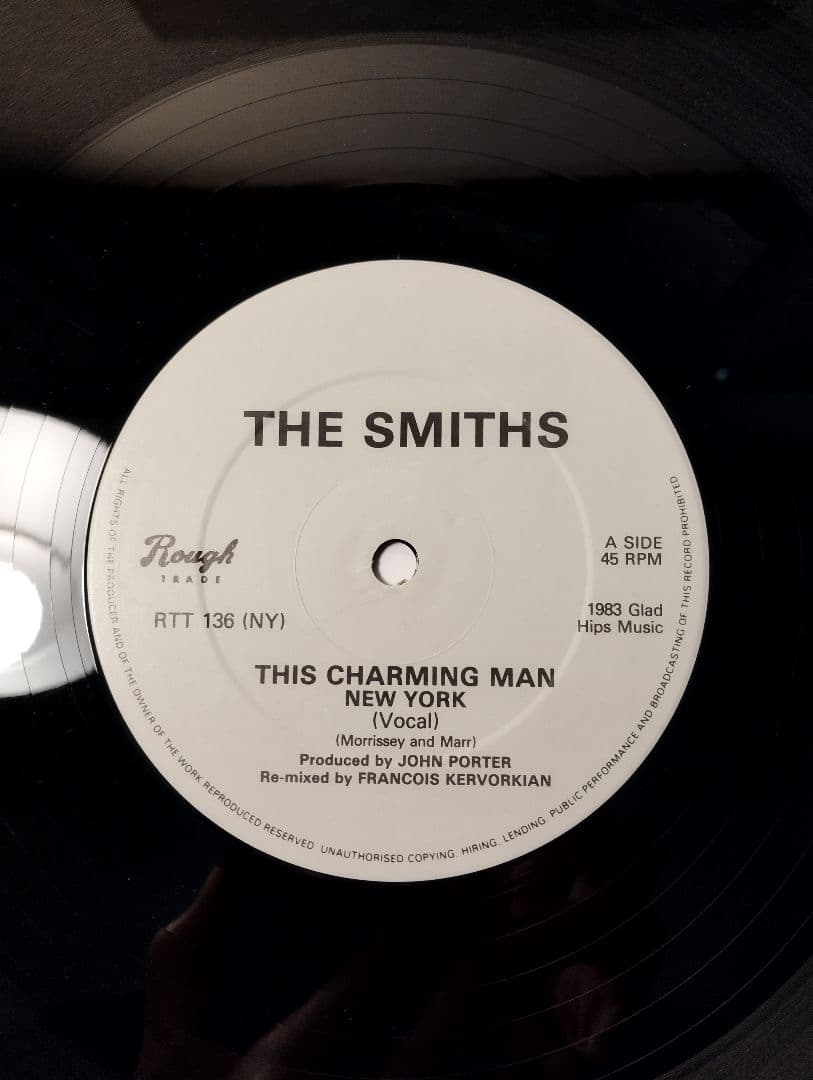 THE SMITHS
Rough
TRADE
RTT 136 (NY)
A SIDE
45 RPM
1983 Glad
Hips Music
THIS CHARMING MAN
NEW YORK
(Vocal)
(Morrissey and Marr)
Produced by JOHN PORTER
Re-mixed by FRANCOIS KERVORKIAN
ALL RIGHTS OF THE PRODUCER AND OF THE OWNER OF THE WORK REPRODUCED RESERVED. UNAUTHORISED COPYING. HIRING. LENDING. PUBLIC PERFORMANCE AND BROADCASTING OF THIS RECORD PROHIBITED